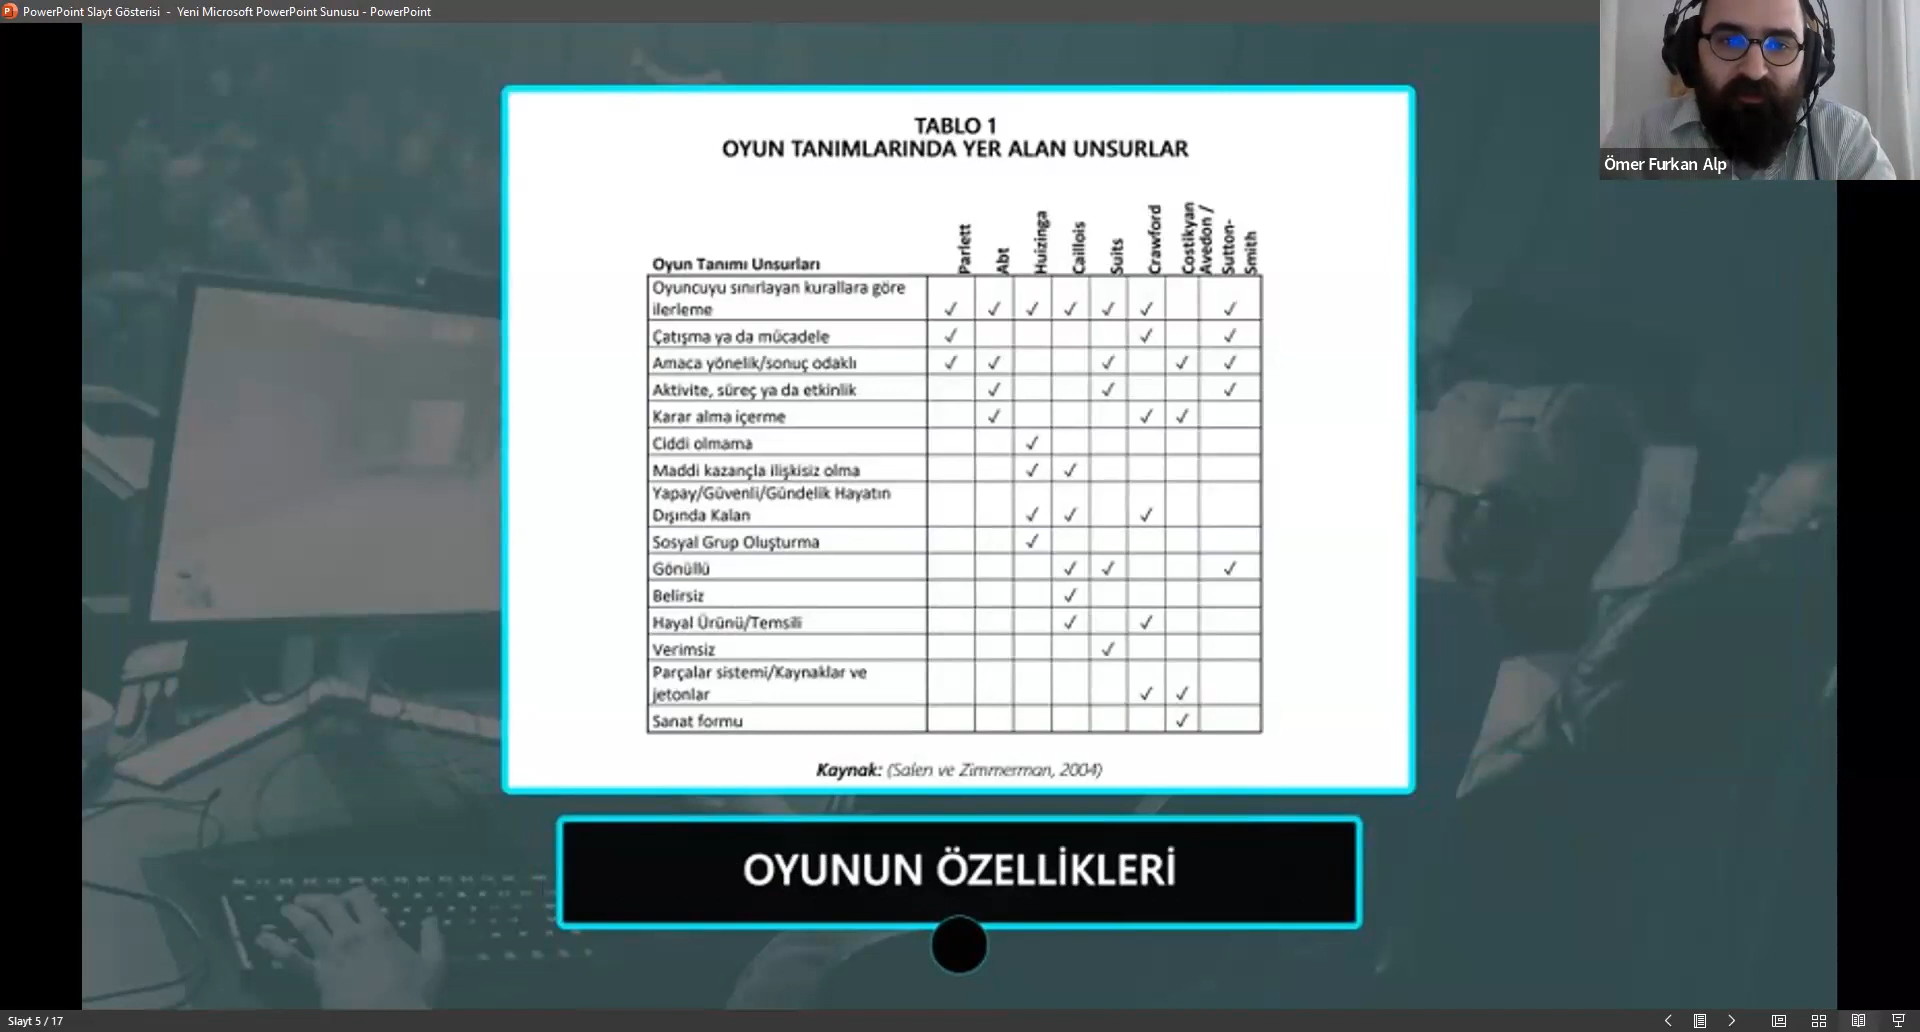 PowerPoint Slayt Gösterisi - Yeni Microsoft PowerPoint Sunusu - PowerPoint
Ömer Furkan Alp
TABLO 1
OYUN TANIMLARINDA YER ALAN UNSURLAR
Oyun Tanımı Unsurları
Parlett
Abt
Huizinga
Caillois
Suits
Crawford
Costikyan
Avedon /
Sutton-
Smith
Oyuncuyu sınırlayan kurallara göre
ilerleme ✓ ✓ ✓ ✓ ✓ ✓ ✓
Çatışma ya da mücadele ✓ ✓ ✓
Amaca yönelik/sonuç odaklı ✓ ✓ ✓ ✓ ✓
Aktivite, süreç ya da etkinlik ✓ ✓ ✓
Karar alma içerme ✓ ✓ ✓
Ciddi olmama ✓
Maddi kazançla ilişkisiz olma ✓ ✓
Yapay/Güvenli/Gündelik Hayatın
Dışında Kalan ✓ ✓ ✓
Sosyal Grup Oluşturma ✓
Gönüllü ✓ ✓ ✓
Belirsiz ✓
Hayal Ürünü/Temsili ✓ ✓
Verimsiz ✓
Parçalar sistemi/Kaynaklar ve
jetonlar ✓ ✓
Sanat formu ✓
Kaynak: (Salen ve Zimmerman, 2004)
OYUNUN ÖZELLİKLERİ
Slayt 5 / 17